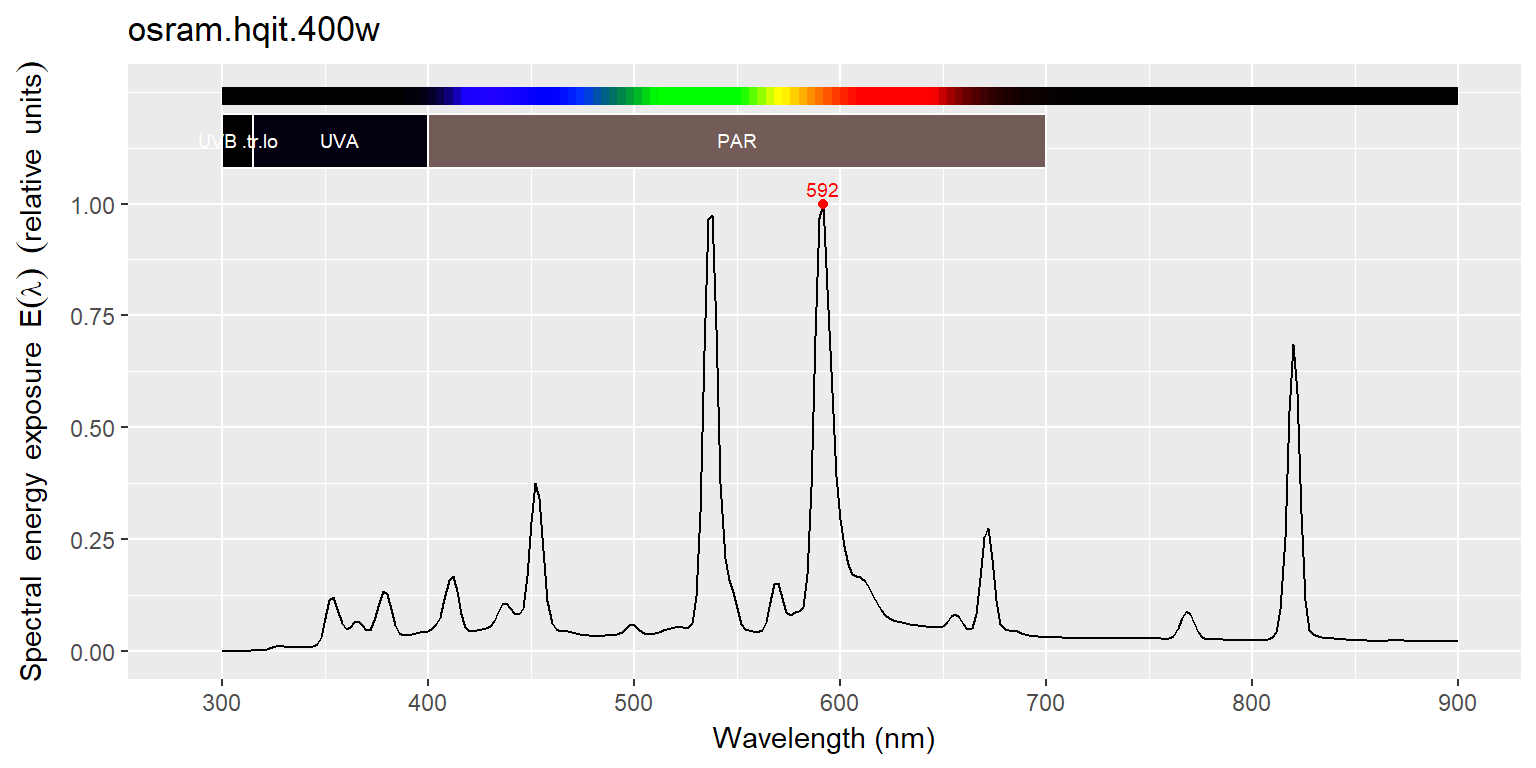 osram.hqit.400w
UVB .tr.lo UVA PAR
592
Spectral energy exposure E(λ) (relative units)
1.00
0.75
0.50
0.25
0.00
300 400 500 600 700 800 900
Wavelength (nm)